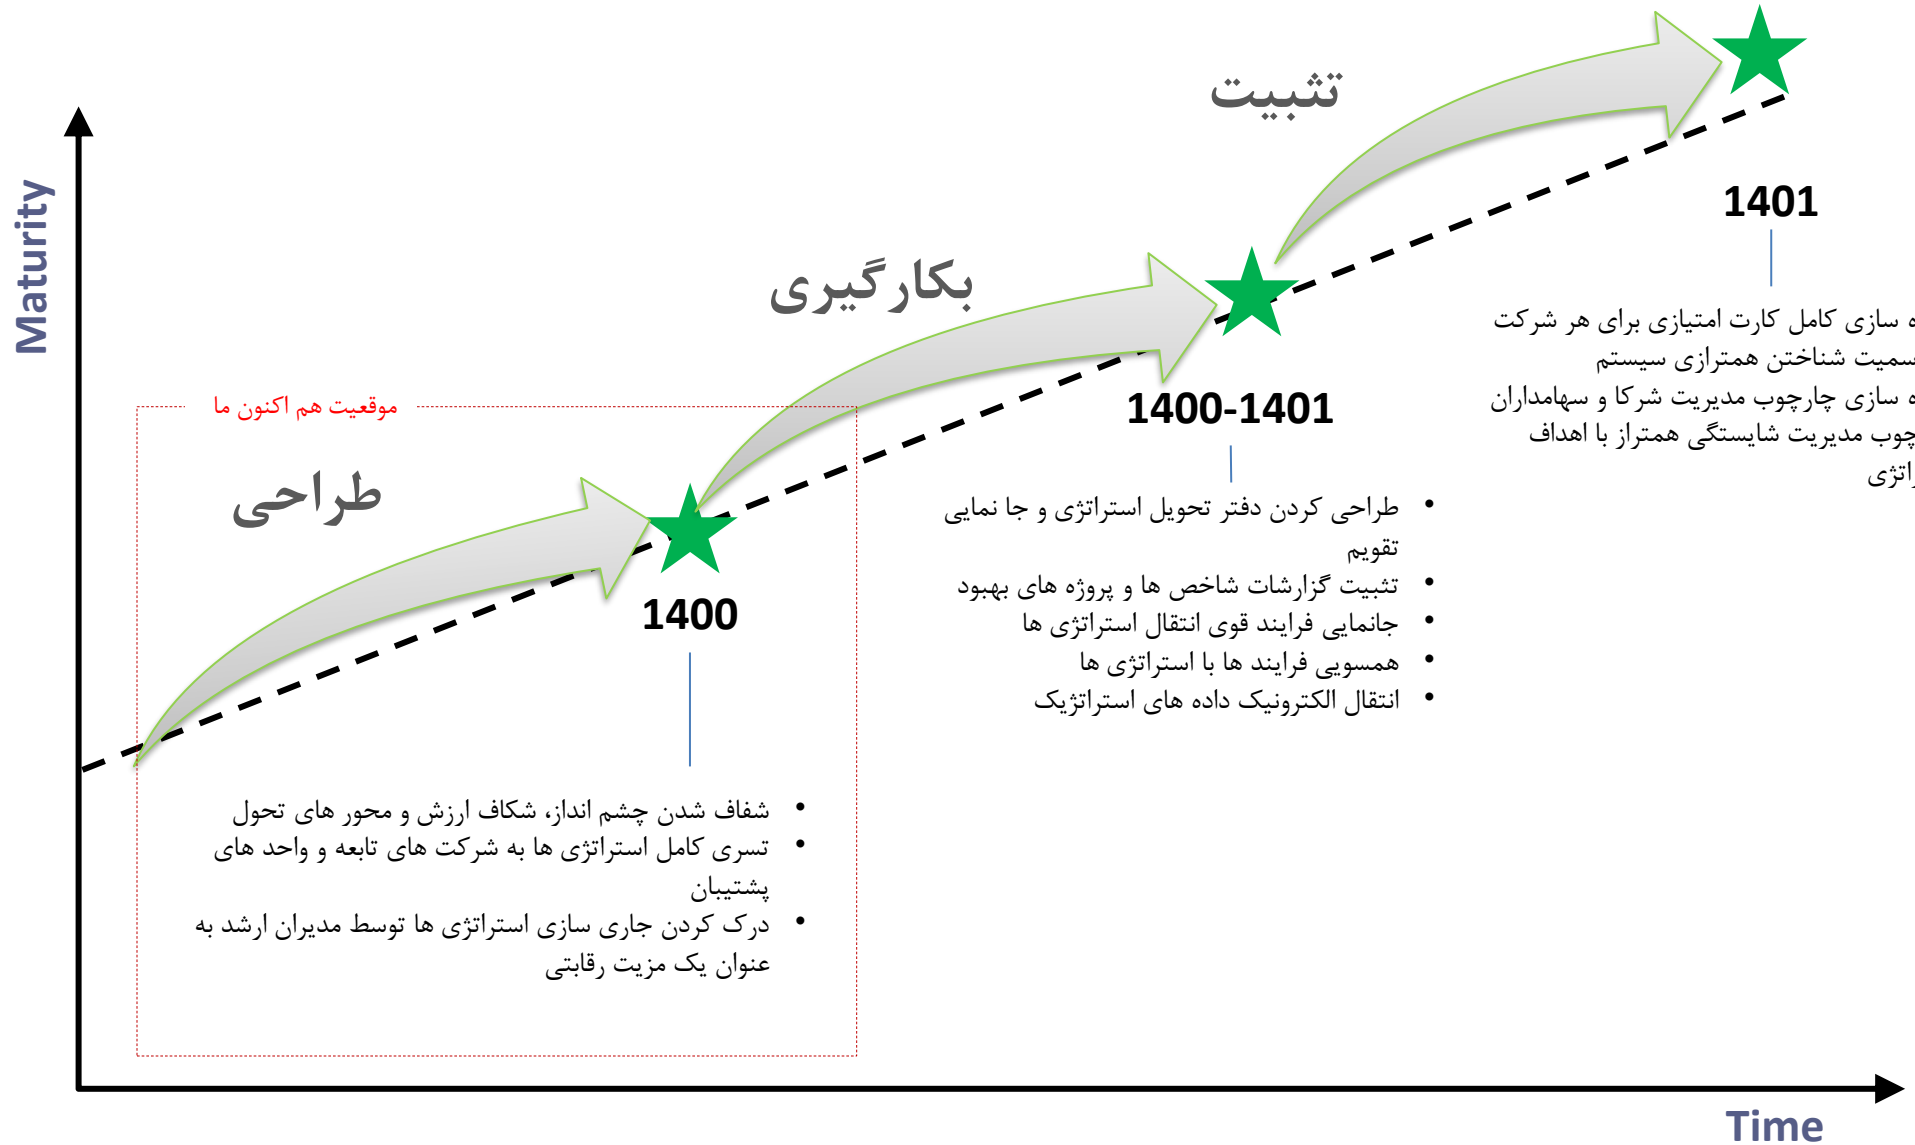 تثبیت
Maturity
1401
سازی کامل کارت امتیازی برای هر شرکت
شناختن همترازی سیستم
سازی چارچوب مدیریت شرکا و سهامداران
مدیریت شایستگی همتراز با اهداف
بکارگیری
1400-1401
• طراحی کردن دفتر تحویل استراتژی و جا نمایی
تقویم
• تثبیت گزارشات شاخص ها و پروژه های بهبود
• جانمایی فرایند قوی انتقال استراتژی ها
• همسویی فرایند ها با استراتژی ها
• انتقال الکترونیک داده های استراتژیک
موقعیت هم اکنون ما
طراحی
1400
• شفاف شدن چشم انداز، شکاف ارزش و محور های تحول
• تسری کامل استراتژی ها به شرکت های تابعه و واحد های
پشتیبان
• درک کردن جاری سازی استراتژی ها توسط مدیران ارشد به
عنوان یک مزیت رقابتی
Time